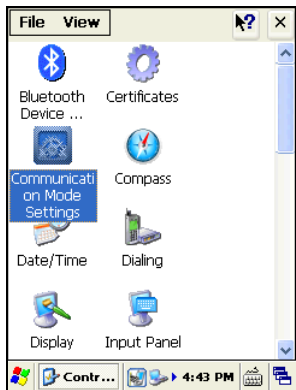 File View ?
Bluetooth Certificates
Device ...
Communicati Compass
on Mode
Settings
Date/Time Dialing
Display Input Panel
Contr... 4:43 PM